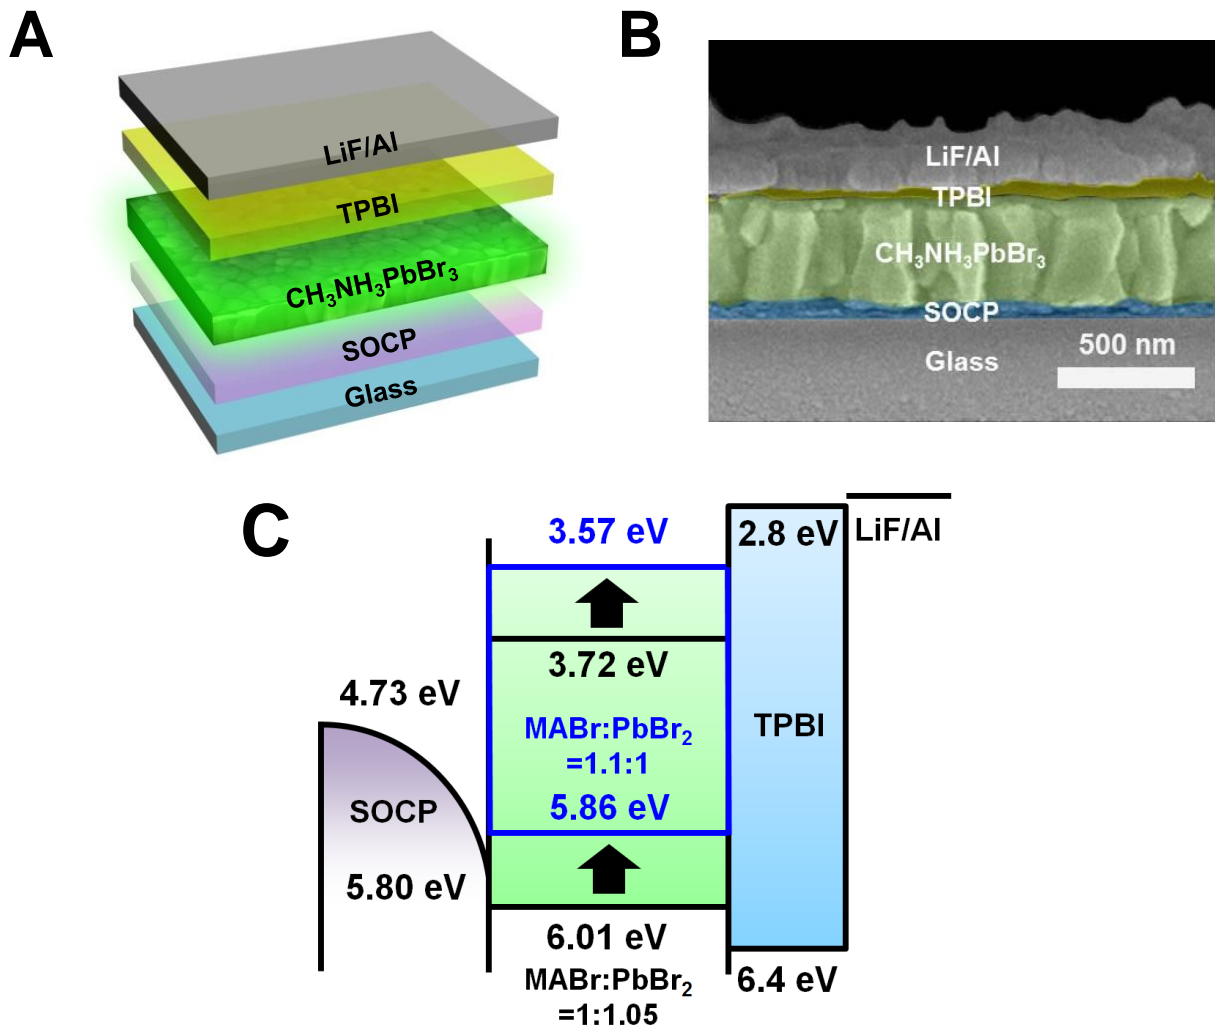 A
LiF/Al
TPBI
CH₃NH₃PbBr₃
SOCP
Glass
B
LiF/Al
TPBI
CH₃NH₃PbBr₃
SOCP
Glass
500 nm
C
3.57 eV
2.8 eV
LiF/Al
3.72 eV
4.73 eV
MABr:PbBr₂
=1.1:1
TPBI
5.86 eV
SOCP
5.80 eV
6.01 eV
MABr:PbBr₂
=1:1.05
6.4 eV